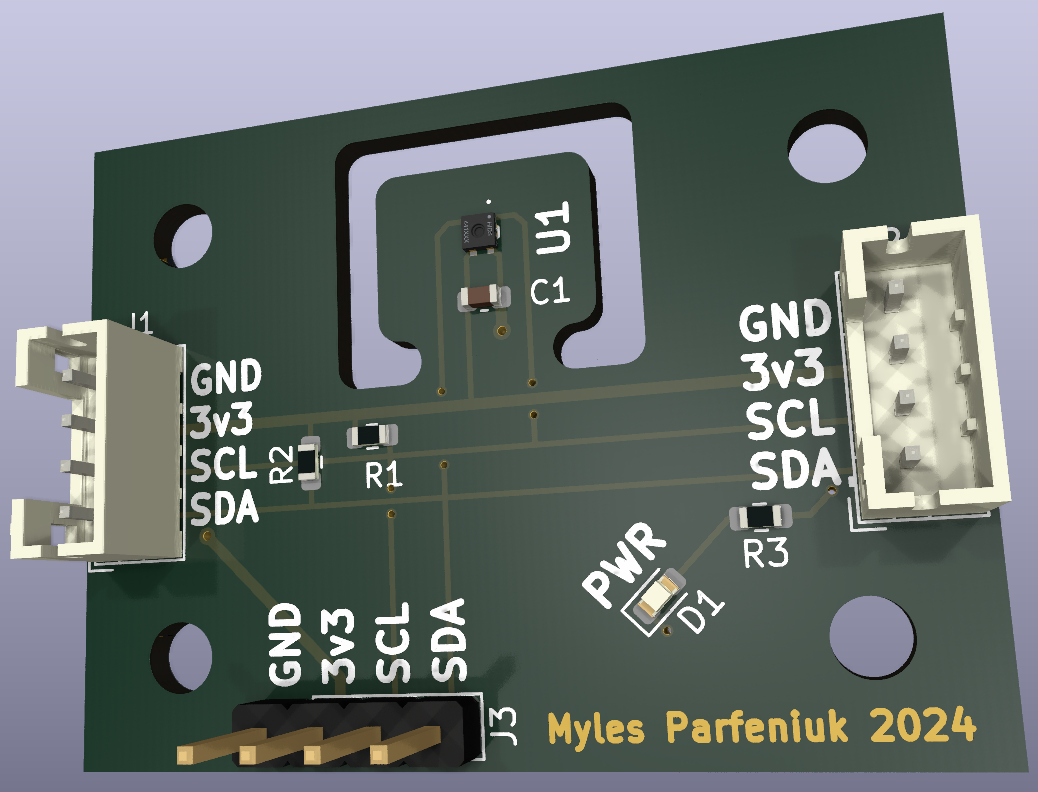 U1
C1
J1
GND
3v3
SCL
SDA
GND
3v3
SCL
SDA
R2
R1
R3
PWR
D1
GND
3v3
SCL
SDA
J3
Myles Parfeniuk 2024